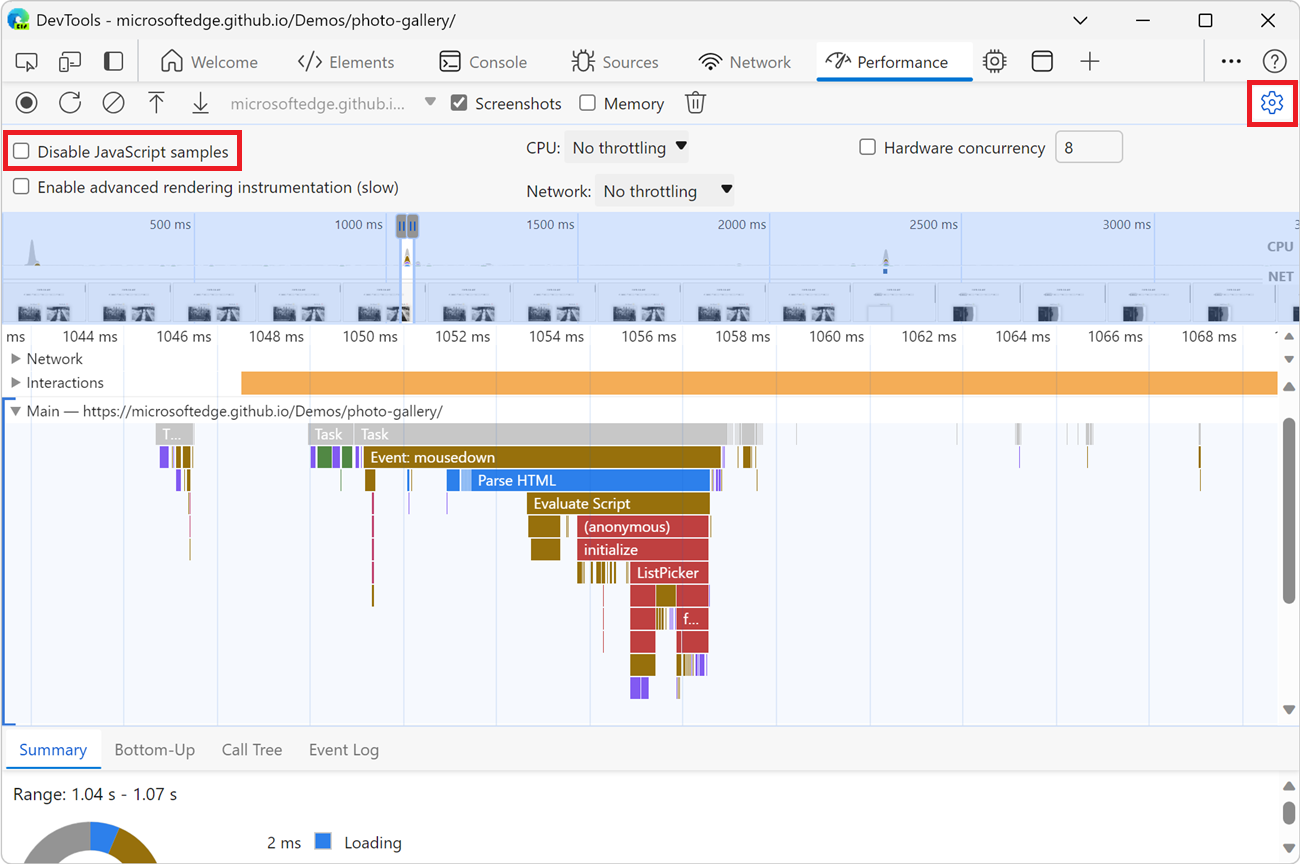 DevTools - microsoftedge.github.io/Demos/photo-gallery/
Welcome </> Elements Console Sources Network Performance
microsoftedge.github.i... Screenshots Memory
Disable JavaScript samples CPU: No throttling Hardware concurrency 8
Enable advanced rendering instrumentation (slow) Network: No throttling
500 ms 1000 ms 1500 ms 2000 ms 2500 ms 3000 ms 3
CPU
NET
ms 1044 ms 1046 ms 1048 ms 1050 ms 1052 ms 1054 ms 1056 ms 1058 ms 1060 ms 1062 ms 1064 ms 1066 ms 1068 ms
Network
Interactions
Main — https://microsoftedge.github.io/Demos/photo-gallery/
T... Task Task
Event: mousedown
Parse HTML
Evaluate Script
(anonymous)
initialize
ListPicker
f...
Summary Bottom-Up Call Tree Event Log
Range: 1.04 s - 1.07 s
2 ms Loading